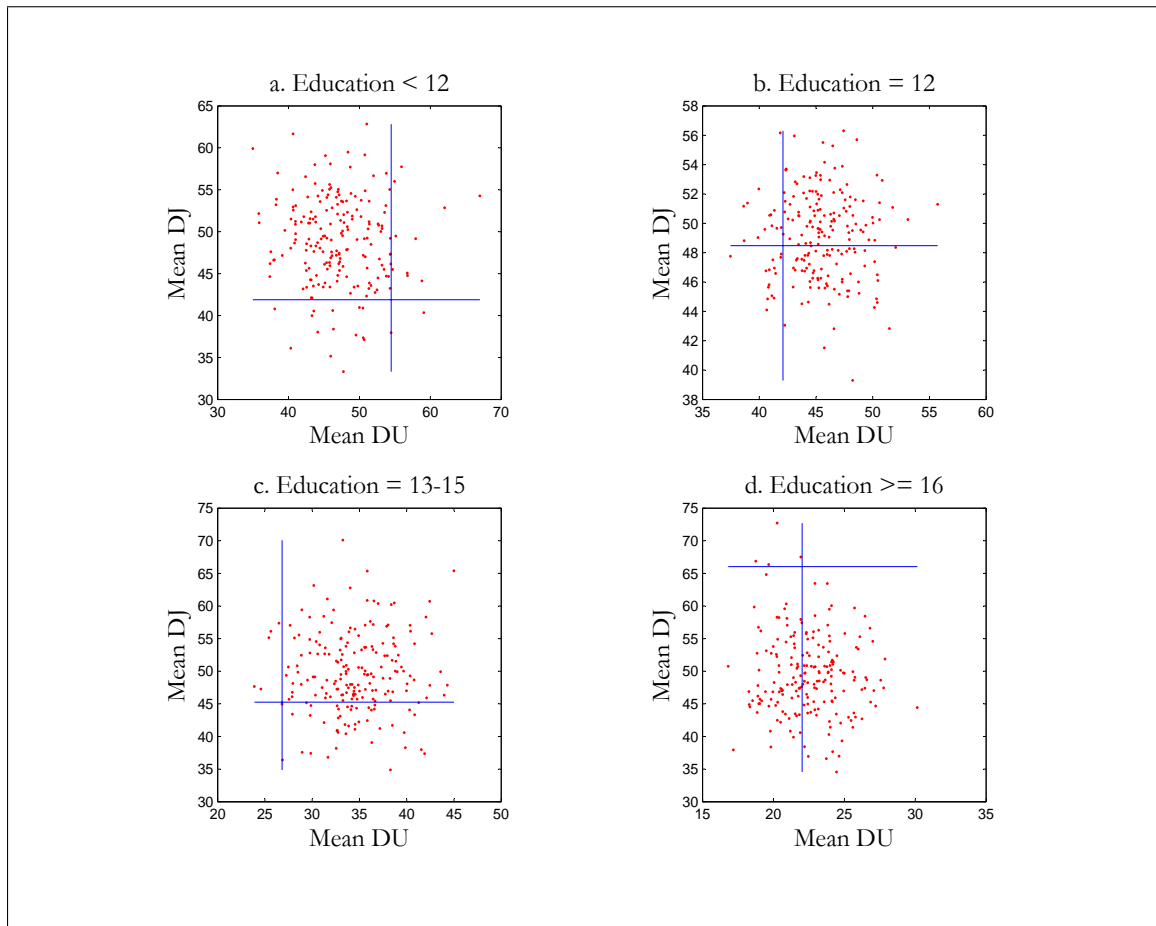 a. Education < 12
65
60
55
50
45
40
35
30
30 40 50 60 70
Mean DJ
Mean DU
b. Education = 12
58
56
54
52
50
48
46
44
42
40
38
35 40 45 50 55 60
Mean DJ
Mean DU
c. Education = 13-15
75
70
65
60
55
50
45
40
35
30
20 25 30 35 40 45 50
Mean DJ
Mean DU
d. Education >= 16
75
70
65
60
55
50
45
40
35
30
15 20 25 30 35
Mean DJ
Mean DU